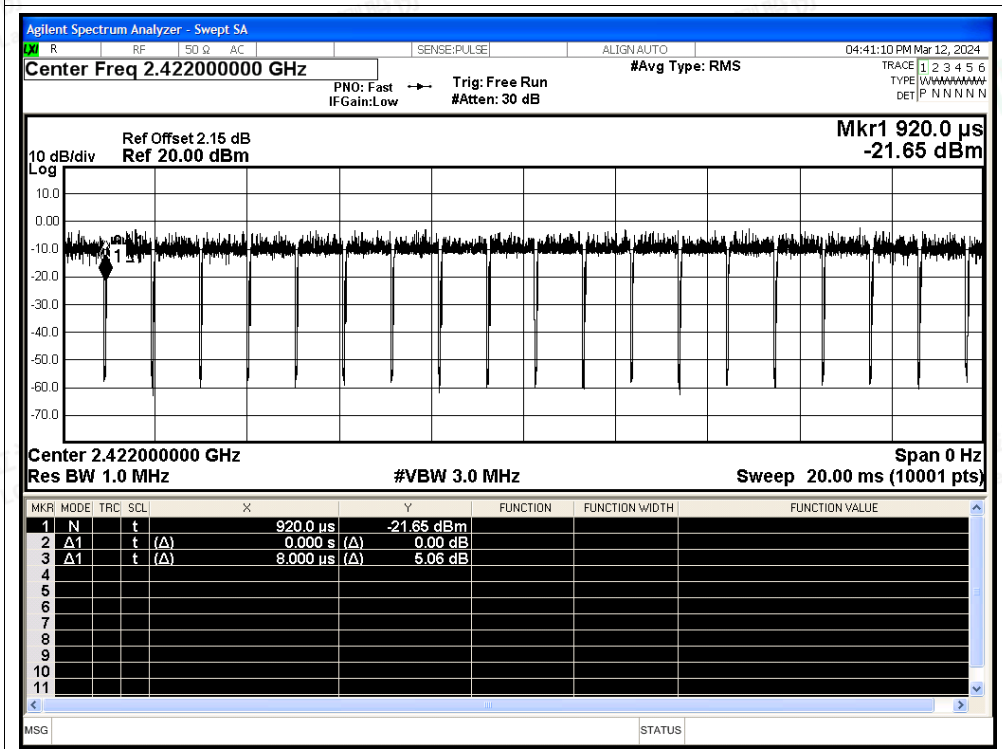 Agilent Spectrum Analyzer - Swept SA
LXI R RF 50 Ω AC SENSE:PULSE ALIGN AUTO 04:41:10 PM Mar 12, 2024
Center Freq 2.422000000 GHz #Avg Type: RMS TRACE 1 2 3 4 5 6
PNO: Fast Trig: Free Run TYPE WWWWWW
IFGain:Low #Atten: 30 dB DET P N N N N N
Mkr1 920.0 µs
Ref Offset 2.15 dB
10 dB/div Ref 20.00 dBm -21.65 dBm
Log
10.0
0.00
-10.0
1
-20.0
-30.0
-40.0
-50.0
-60.0
-70.0
Center 2.422000000 GHz Span 0 Hz
Res BW 1.0 MHz #VBW 3.0 MHz Sweep 20.00 ms (10001 pts)
MKR MODE TRC SCL X Y FUNCTION FUNCTION WIDTH FUNCTION VALUE
1 N t 920.0 µs -21.65 dBm
2 Δ1 t (Δ) 0.000 s (Δ) 0.00 dB
3 Δ1 t (Δ) 8.000 µs (Δ) 5.06 dB
4
5
6
7
8
9
10
11
MSG STATUS